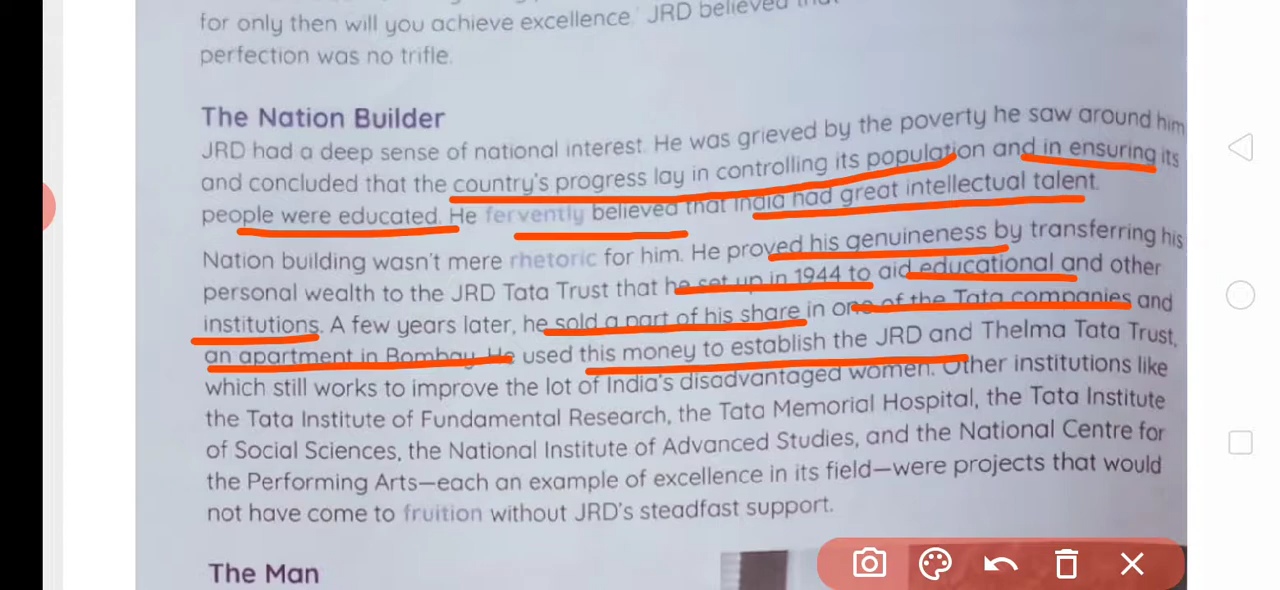 for only then will you achieve excellence.' JRD believed that
perfection was no trifle.
The Nation Builder
JRD had a deep sense of national interest. He was grieved by the poverty he saw around him
and concluded that the country's progress lay in controlling its population and in ensuring its
people were educated. He fervently believed that India had great intellectual talent.
Nation building wasn't mere rhetoric for him. He proved his genuineness by transferring his
personal wealth to the JRD Tata Trust that he set up in 1944 to aid educational and other
institutions. A few years later, he sold a part of his share in one of the Tata companies and
an apartment in Bombay. He used this money to establish the JRD and Thelma Tata Trust,
which still works to improve the lot of India's disadvantaged women. Other institutions like
the Tata Institute of Fundamental Research, the Tata Memorial Hospital, the Tata Institute
of Social Sciences, the National Institute of Advanced Studies, and the National Centre for
the Performing Arts—each an example of excellence in its field—were projects that would
not have come to fruition without JRD's steadfast support.
The Man